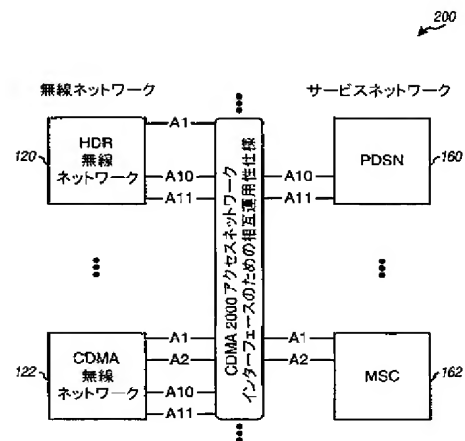 200
無線ネットワーク
サービスネットワーク
A1
120
HDR
無線
ネットワーク
A10
A11
CDMA 2000 アクセスネットワーク
インターフェースのための相互運用性仕様
A10
A11
PDSN
160
122
CDMA
無線
ネットワーク
A1
A2
A10
A11
A1
A2
MSC
162